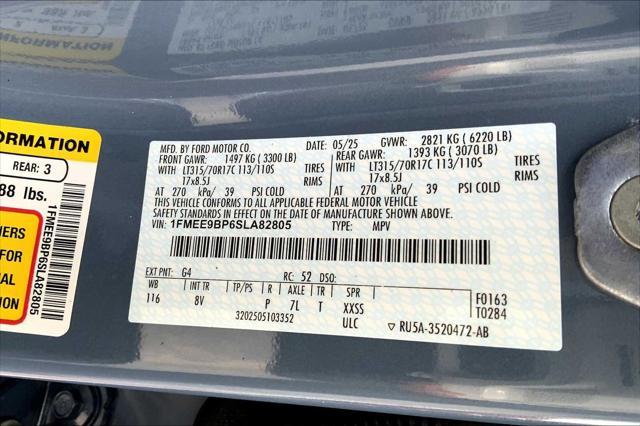 INFORMATION
ORMATION
REAR: 3
88 lbs.
1FMEE9BP6SLA82805
MFD. BY FORD MOTOR CO.
DATE: 05/25 GVWR: 2821 KG ( 6220 LB)
FRONT GAWR: 1497 KG ( 3300 LB)
REAR GAWR: 1393 KG ( 3070 LB)
WITH LT315/70R17C 113/110S TIRES
WITH LT315/70R17C 113/110S TIRES
17x8.5J RIMS
17x8.5J RIMS
AT 270 kPa/ 39 PSI COLD
AT 270 kPa/ 39 PSI COLD
THIS VEHICLE CONFORMS TO ALL APPLICABLE FEDERAL MOTOR VEHICLE
SAFETY STANDARDS IN EFFECT ON THE DATE OF MANUFACTURE SHOWN ABOVE.
VIN: 1FMEE9BP6SLA82805 TYPE: MPV
EXT PNT: G4 RC: 52 DSO:
WB INT TR TP/PS R AXLE TR SPR
116 8V P 7L T XXSS
ULC
F0163
T0284
3202505103352
RU5A-3520472-AB